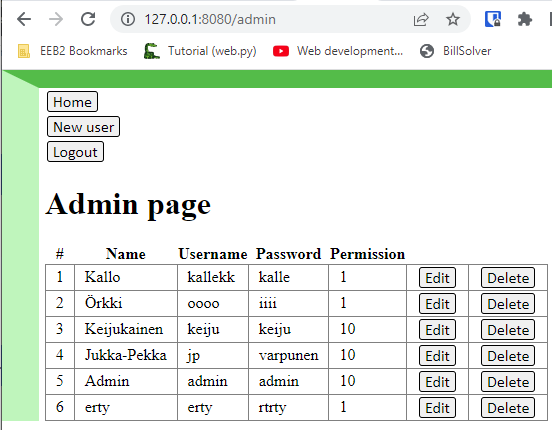 127.0.0.1:8080/admin
EEB2 Bookmarks Tutorial (web.py) Web development... BillSolver
Home
New user
Logout
Admin page
# Name Username Password Permission
1 Kallo kallekk kalle 1 Edit Delete
2 Örkki oooo iiii 1 Edit Delete
3 Keijukainen keiju keiju 10 Edit Delete
4 Jukka-Pekka jp varpunen 10 Edit Delete
5 Admin admin admin 10 Edit Delete
6 erty erty rtrty 1 Edit Delete